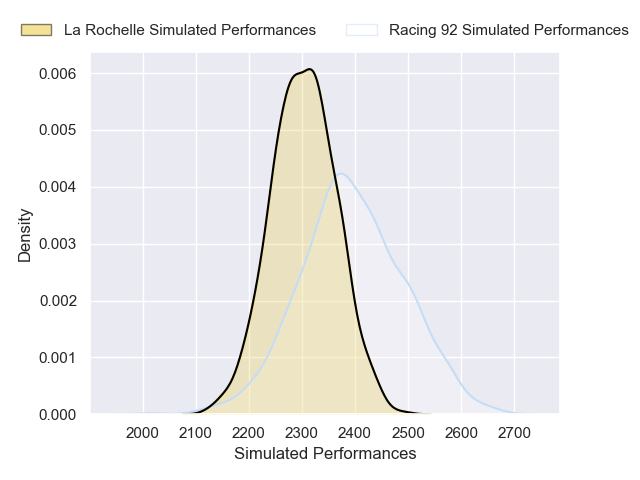 La Rochelle Simulated Performances Racing 92 Simulated Performances
0.006
0.005
0.004
0.003
0.002
0.001
0.000
Density
2000 2100 2200 2300 2400 2500 2600 2700
Simulated Performances